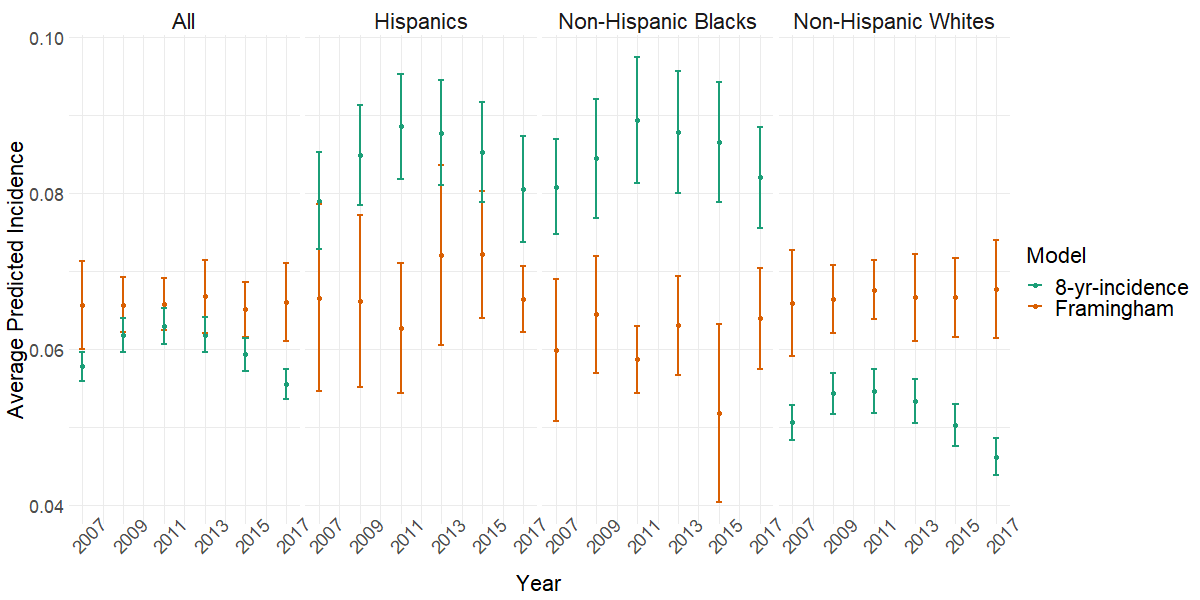 All Hispanics Non-Hispanic Blacks Non-Hispanic Whites
Average Predicted Incidence
0.10
0.08
0.06
0.04
2007 2009 2011 2013 2015 2017 2007 2009 2011 2013 2015 2017 2007 2009 2011 2013 2015 2017 2007 2009 2011 2013 2015 2017
Year
Model
8-yr-incidence
Framingham